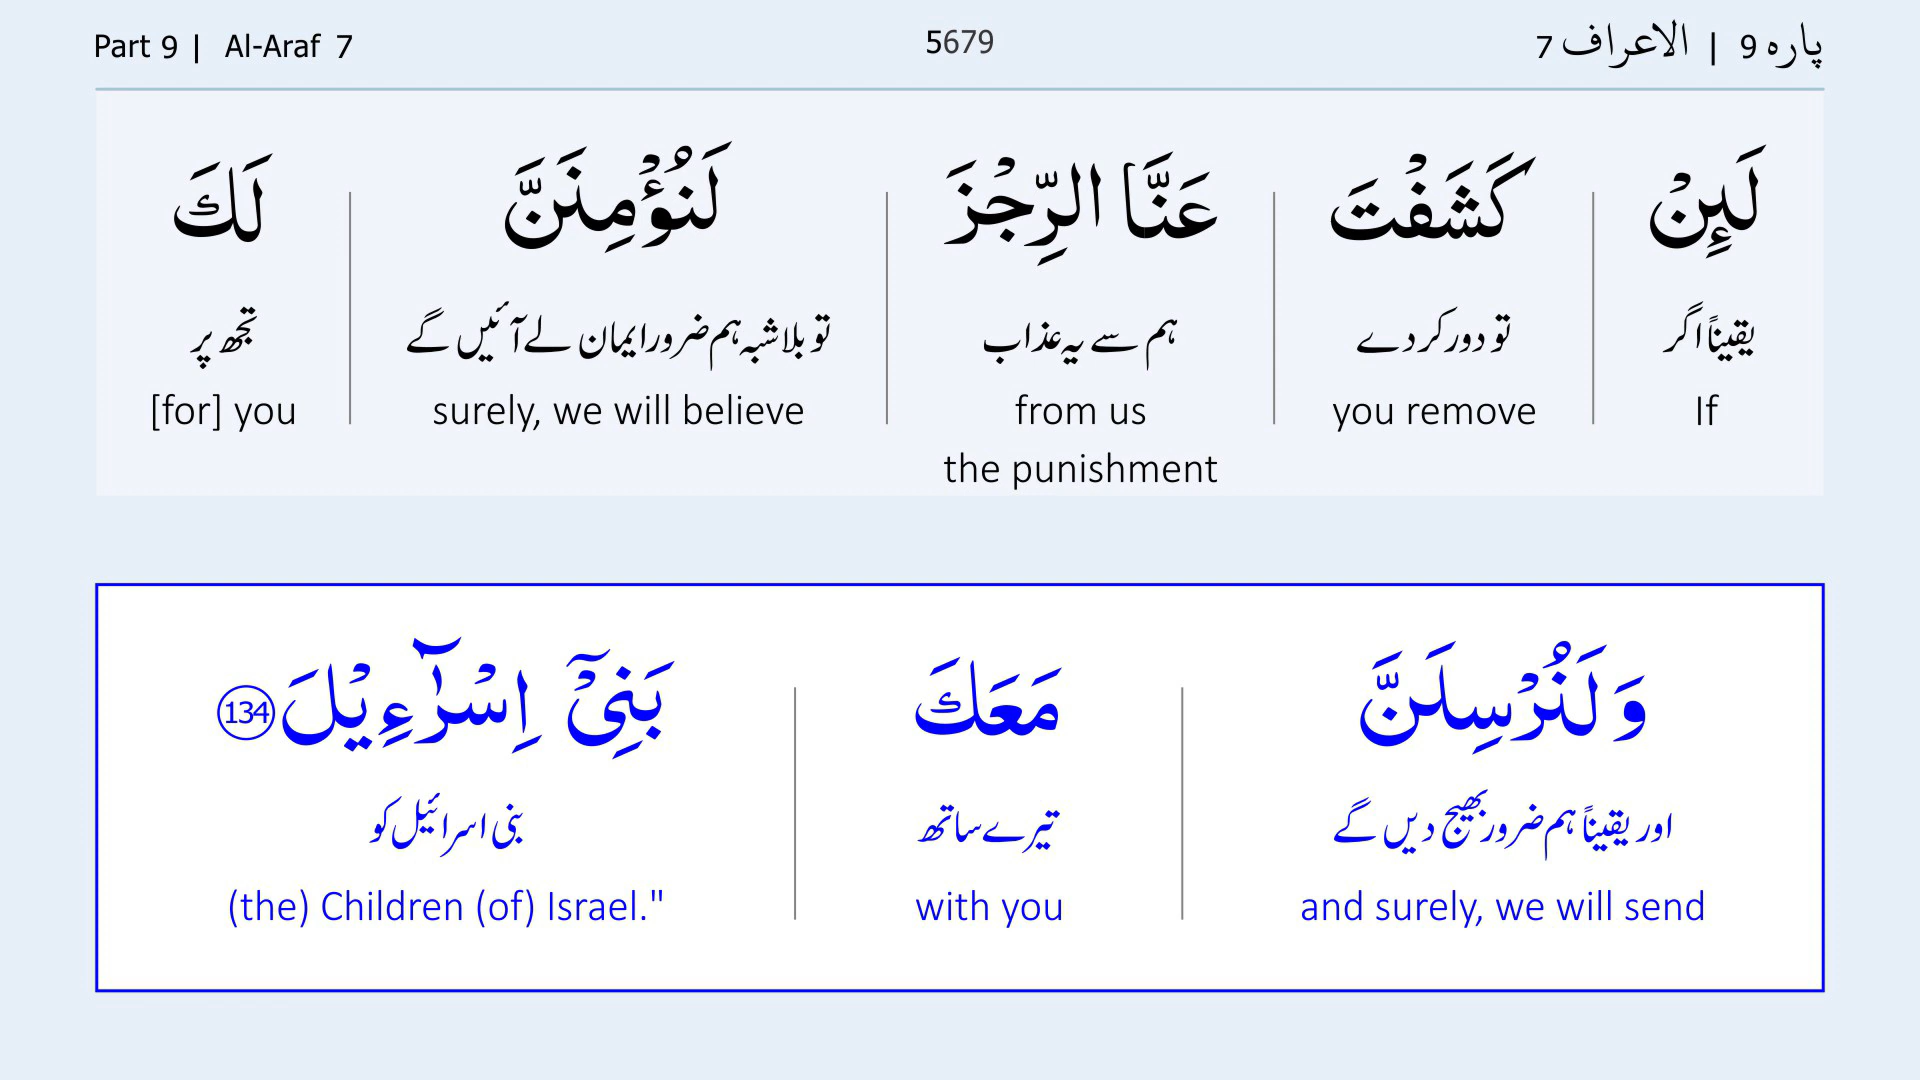 Part 9 | Al-Araf 7
5679
پارہ 9 | الاعراف 7
لَئِنْ كَشَفْتَ عَنَّا الرِّجْزَ لَنُؤْمِنَنَّ لَكَ
یقیناً اگر تو دور کر دے ہم سے یہ عذاب تو بلاشبہ ہم ضرور ایمان لے آئیں گے تجھ پر
If you remove from us surely, we will believe [for] you
the punishment
وَلَنُرْسِلَنَّ مَعَكَ بَنِیْۤ اِسْرَآءِیْلَ 134
اور یقیناً ہم ضرور بھیج دیں گے تیرے ساتھ بنی اسرائیل کو
and surely, we will send with you (the) Children (of) Israel."